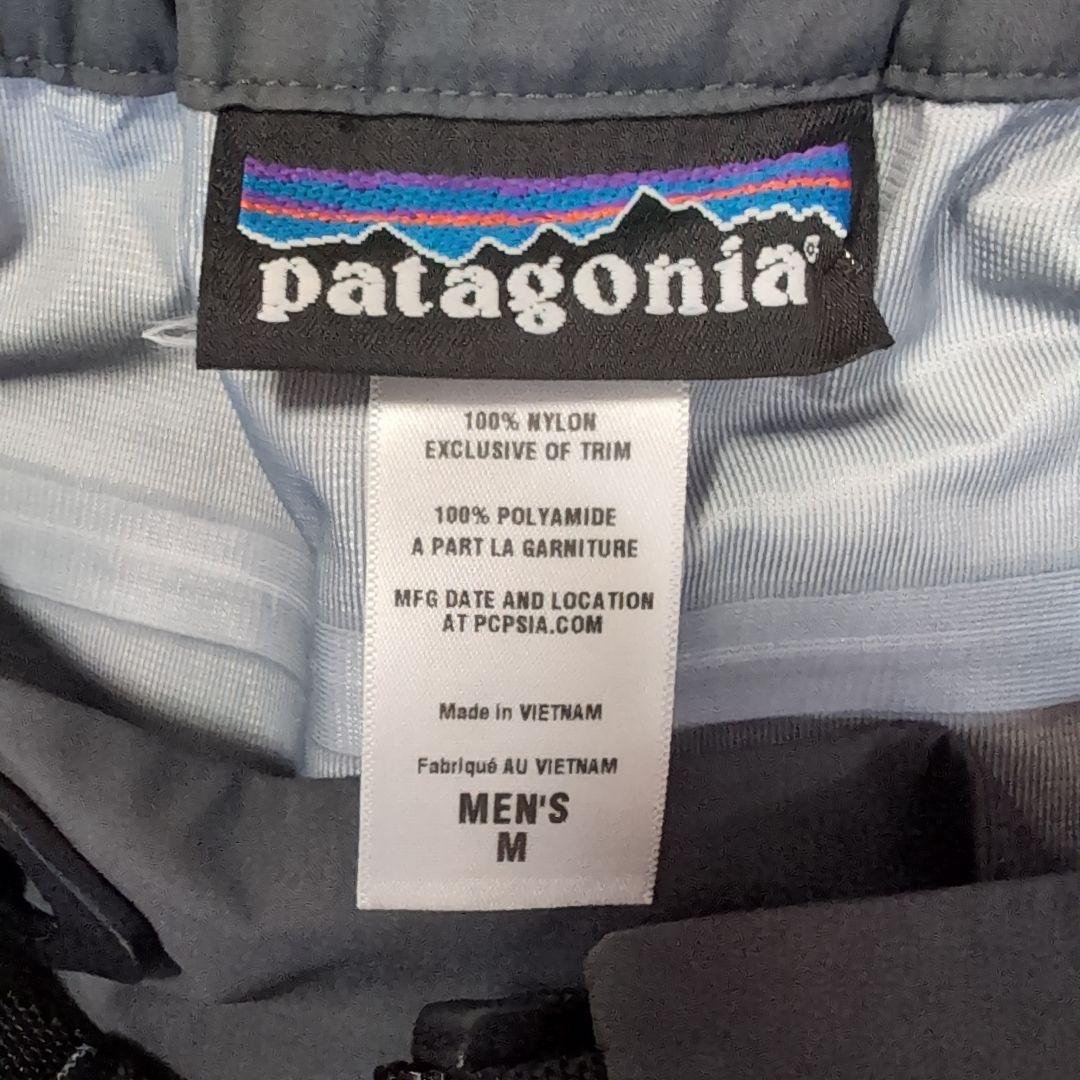 patagonia®
100% NYLON
EXCLUSIVE OF TRIM
100% POLYAMIDE
A PART LA GARNITURE
MFG DATE AND LOCATION
AT PCPSIA.COM
Made in VIETNAM
Fabriqué AU VIETNAM
MEN'S
M